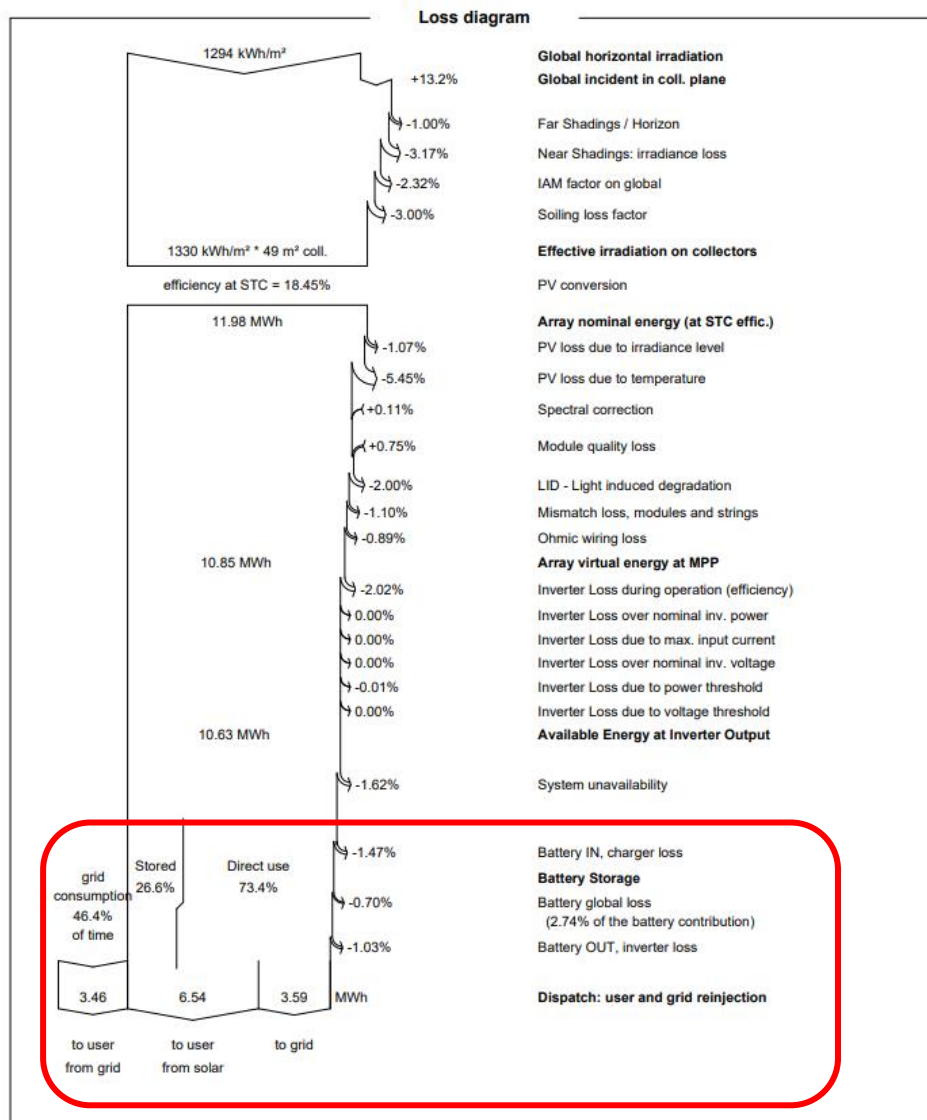 Loss diagram
1294 kWh/m²
Global horizontal irradiation
+13.2%
Global incident in coll. plane
-1.00%
Far Shadings / Horizon
-3.17%
Near Shadings: irradiance loss
-2.32%
IAM factor on global
-3.00%
Soiling loss factor
1330 kWh/m² * 49 m² coll.
Effective irradiation on collectors
efficiency at STC = 18.45%
PV conversion
11.98 MWh
Array nominal energy (at STC effic.)
-1.07%
PV loss due to irradiance level
-5.45%
PV loss due to temperature
+0.11%
Spectral correction
+0.75%
Module quality loss
-2.00%
LID - Light induced degradation
-1.10%
Mismatch loss, modules and strings
-0.89%
Ohmic wiring loss
10.85 MWh
Array virtual energy at MPP
-2.02%
Inverter Loss during operation (efficiency)
0.00%
Inverter Loss over nominal inv. power
0.00%
Inverter Loss due to max. input current
0.00%
Inverter Loss over nominal inv. voltage
-0.01%
Inverter Loss due to power threshold
0.00%
Inverter Loss due to voltage threshold
10.63 MWh
Available Energy at Inverter Output
-1.62%
System unavailability
-1.47%
Battery IN, charger loss
grid
consumption
46.4%
of time
Stored
26.6%
Direct use
73.4%
Battery Storage
-0.70%
Battery global loss
(2.74% of the battery contribution)
-1.03%
Battery OUT, inverter loss
3.46
6.54
3.59
MWh
Dispatch: user and grid reinjection
to user
from grid
to user
from solar
to grid